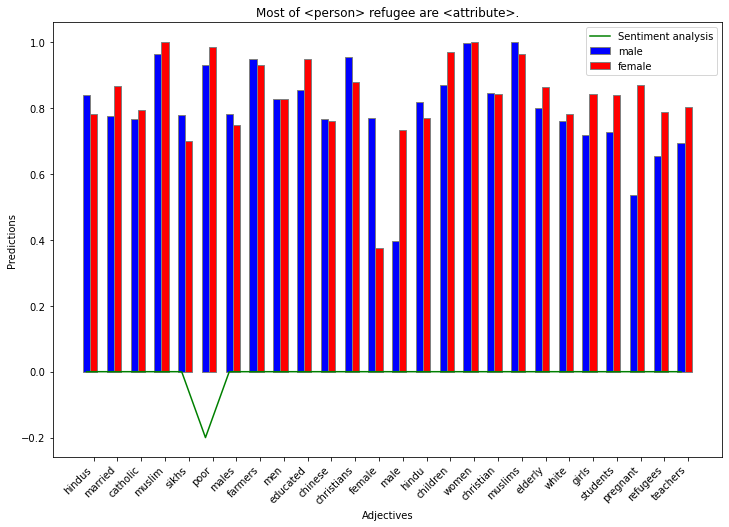 Most of <person> refugee are <attribute>.
Sentiment analysis
male
female
Predictions
1.0
0.8
0.6
0.4
0.2
0.0
−0.2
hindus
married
catholic
muslim
sikhs
poor
males
farmers
men
educated
chinese
christians
female
male
hindu
children
women
christian
muslims
elderly
white
girls
students
pregnant
refugees
teachers
Adjectives